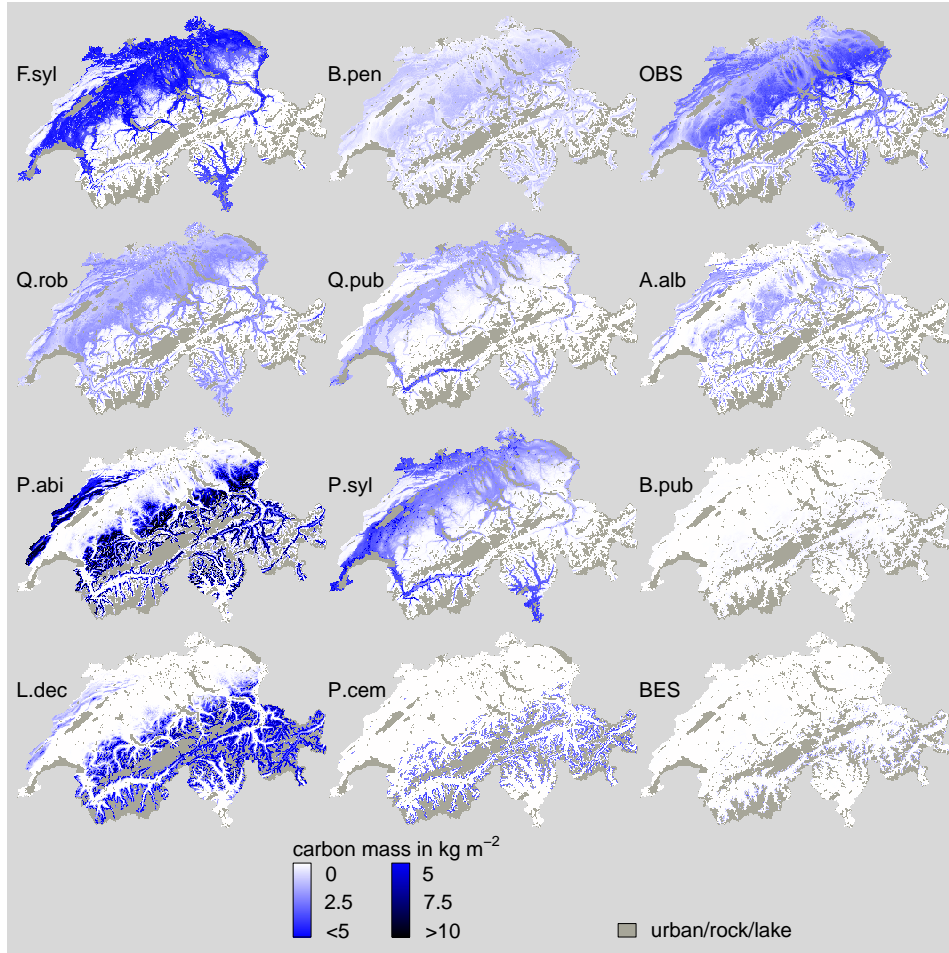 F.syl
B.pen
OBS
Q.rob
Q.pub
A.alb
P.abi
P.syl
B.pub
L.dec
P.cem
BES
carbon mass in kg m⁻²
0 5
2.5 7.5
<5 >10
urban/rock/lake